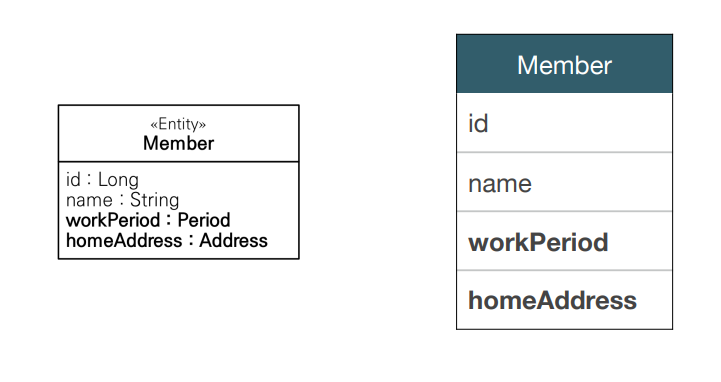 «Entity»
Member
id : Long
name : String
workPeriod : Period
homeAddress : Address
Member
id
name
workPeriod
homeAddress